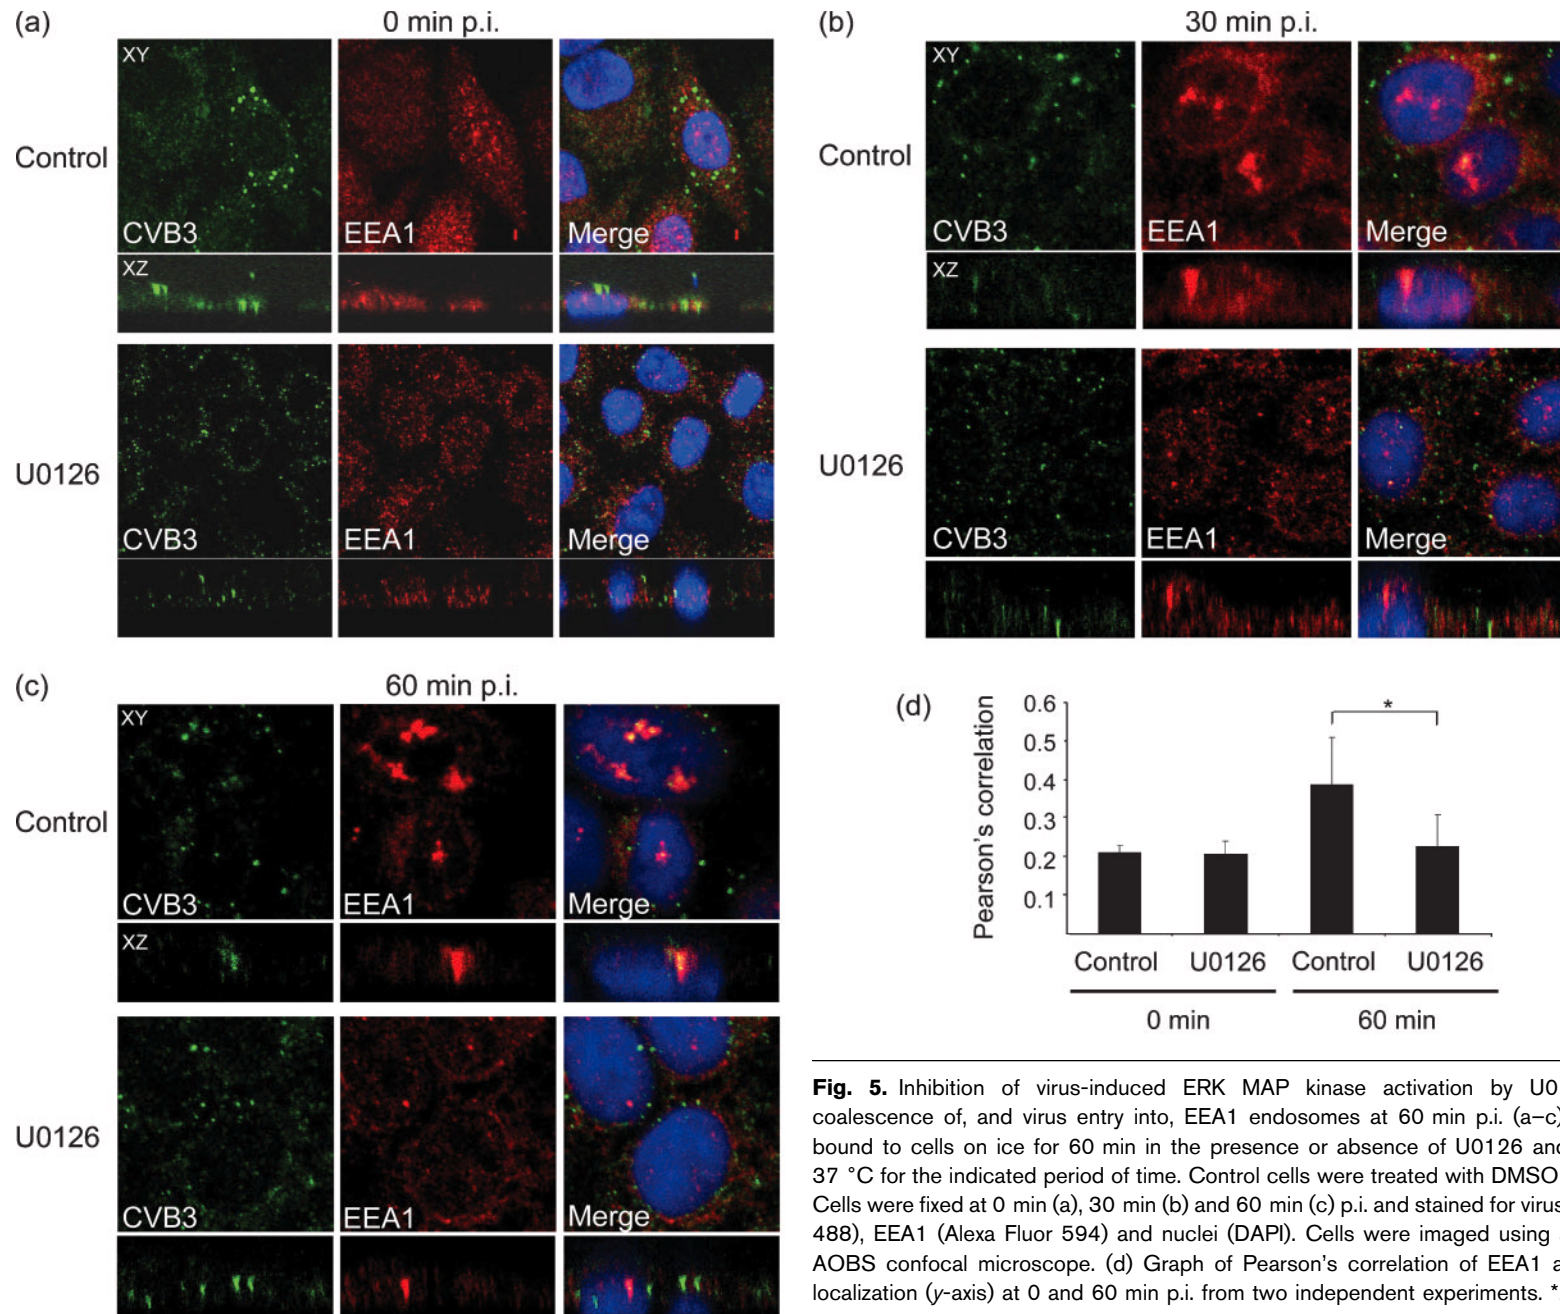 (a)
0 min p.i.
Control
XY
CVB3
EEA1
Merge
XZ
U0126
CVB3
EEA1
Merge
(b)
30 min p.i.
Control
XY
CVB3
EEA1
Merge
XZ
U0126
CVB3
EEA1
Merge
(c)
60 min p.i.
Control
XY
CVB3
EEA1
Merge
XZ
U0126
CVB3
EEA1
Merge
(d)
Pearson's correlation
0.6
0.5
0.4
0.3
0.2
0.1
*
Control U0126 Control U0126
0 min 60 min
Fig. 5. Inhibition of virus-induced ERK MAP kinase activation by U0
coalescence of, and virus entry into, EEA1 endosomes at 60 min p.i. (a–c)
bound to cells on ice for 60 min in the presence or absence of U0126 and
37 °C for the indicated period of time. Control cells were treated with DMSO
Cells were fixed at 0 min (a), 30 min (b) and 60 min (c) p.i. and stained for virus
488), EEA1 (Alexa Fluor 594) and nuclei (DAPI). Cells were imaged using
AOBS confocal microscope. (d) Graph of Pearson's correlation of EEA1 a
localization (y-axis) at 0 and 60 min p.i. from two independent experiments. *